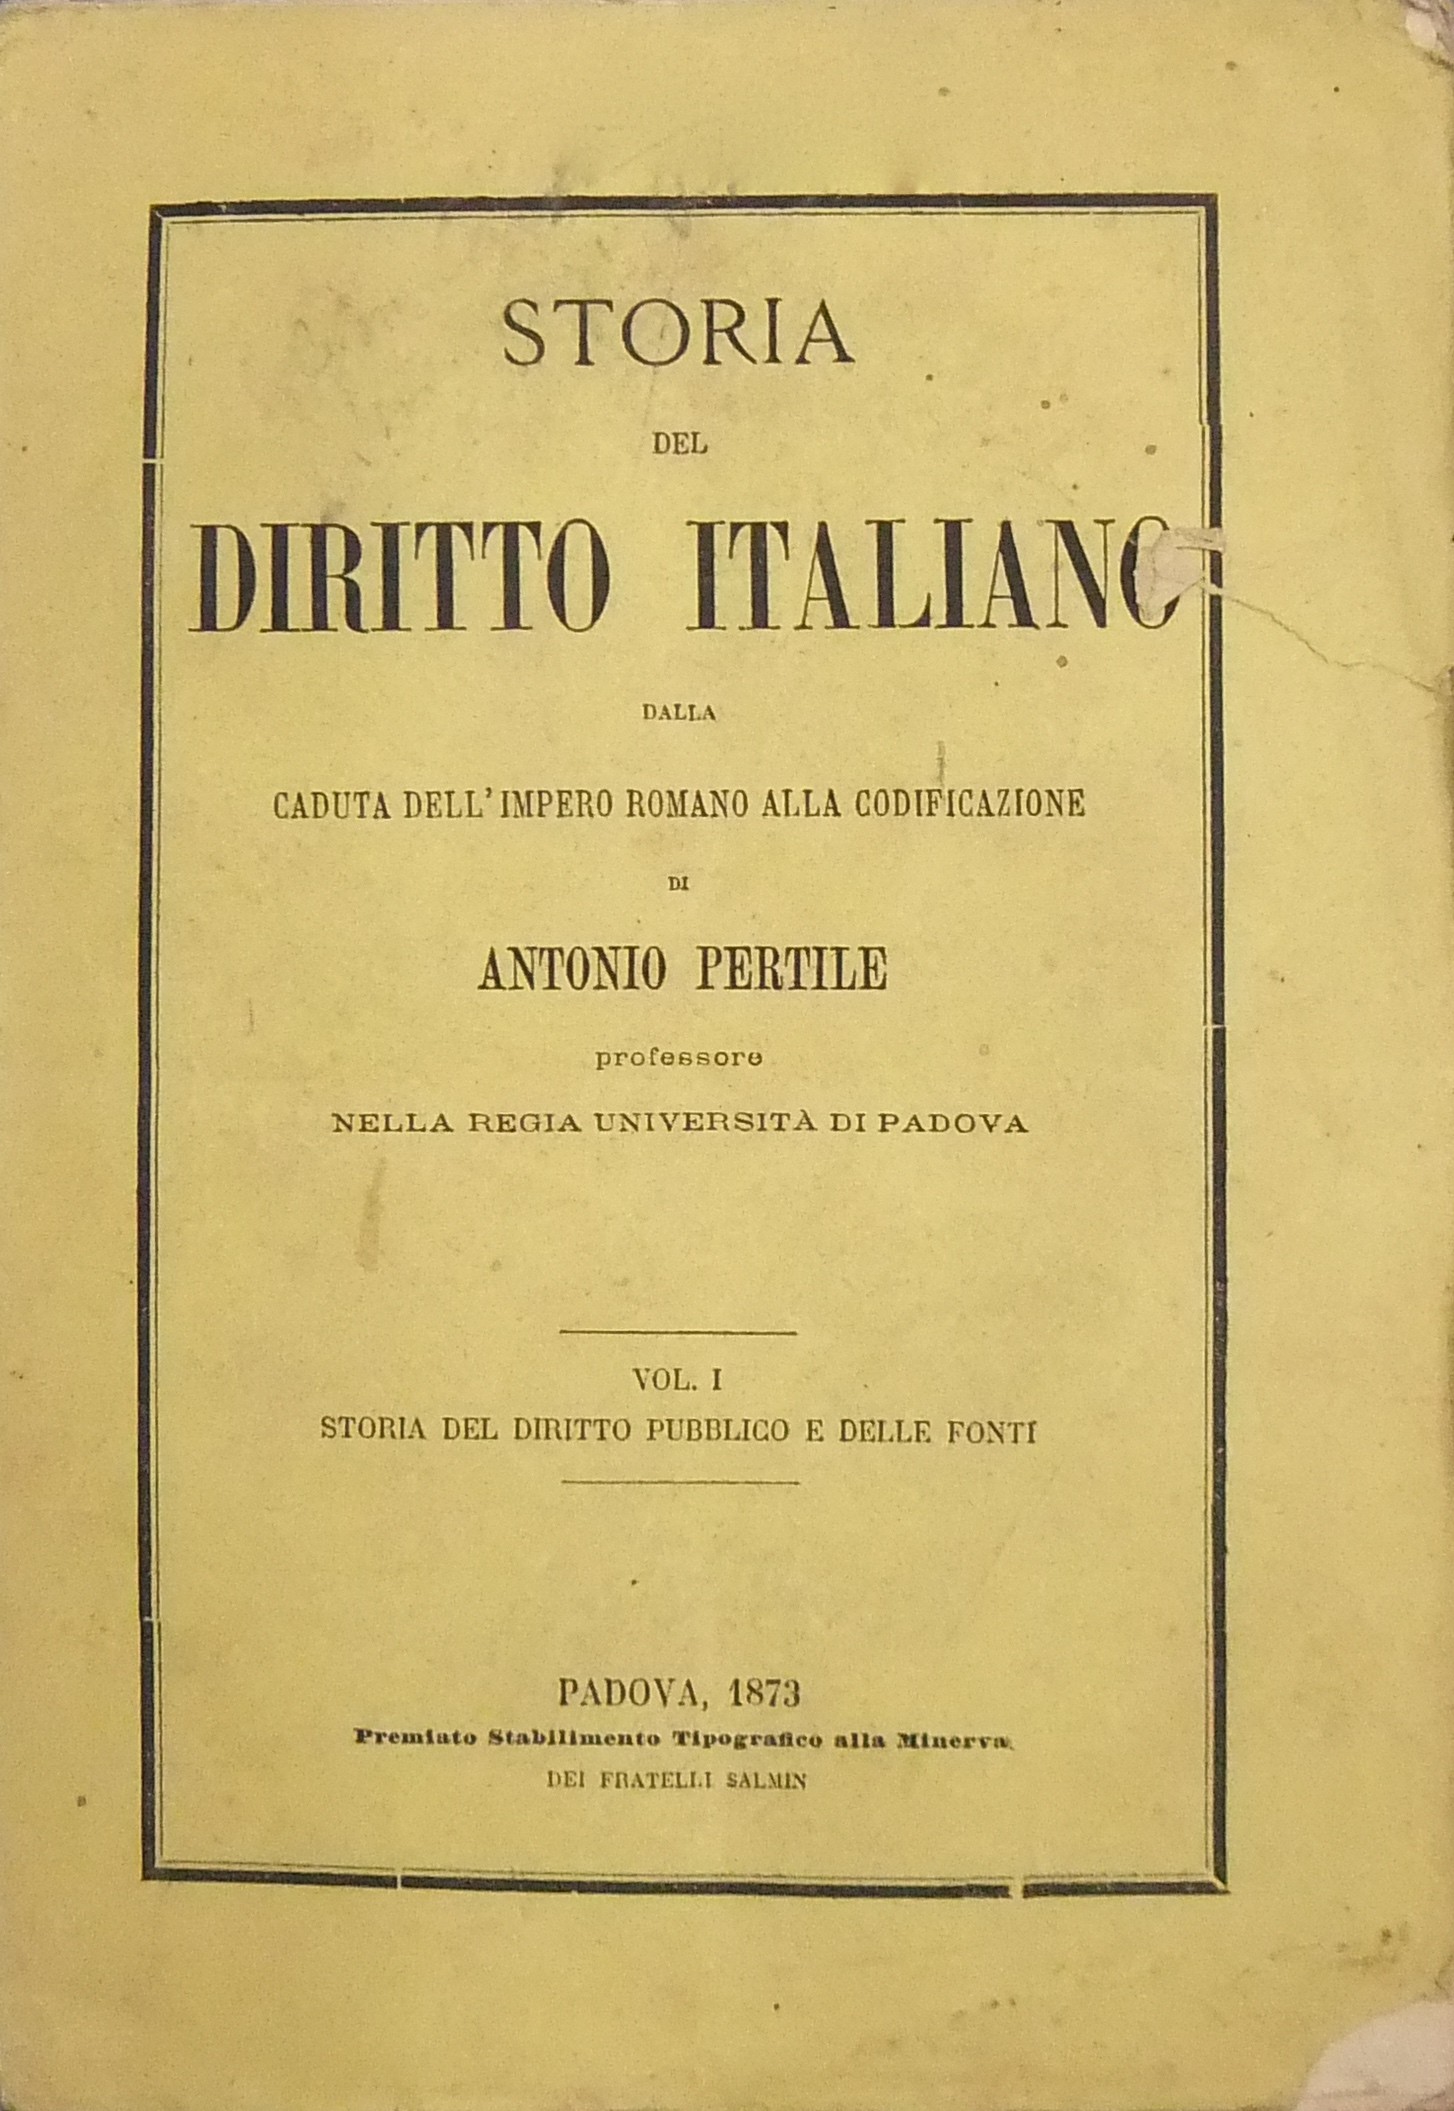 STORIA
DEL
DIRITTO ITALIANO
DALLA
CADUTA DELL'IMPERO ROMANO ALLA CODIFICAZIONE
DI
ANTONIO PERTILE
professore
NELLA REGIA UNIVERSITÀ DI PADOVA
VOL. I
STORIA DEL DIRITTO PUBBLICO E DELLE FONTI
PADOVA, 1873
Premiato Stabilimento Tipografico alla Minerva
DEI FRATELLI SALMIN